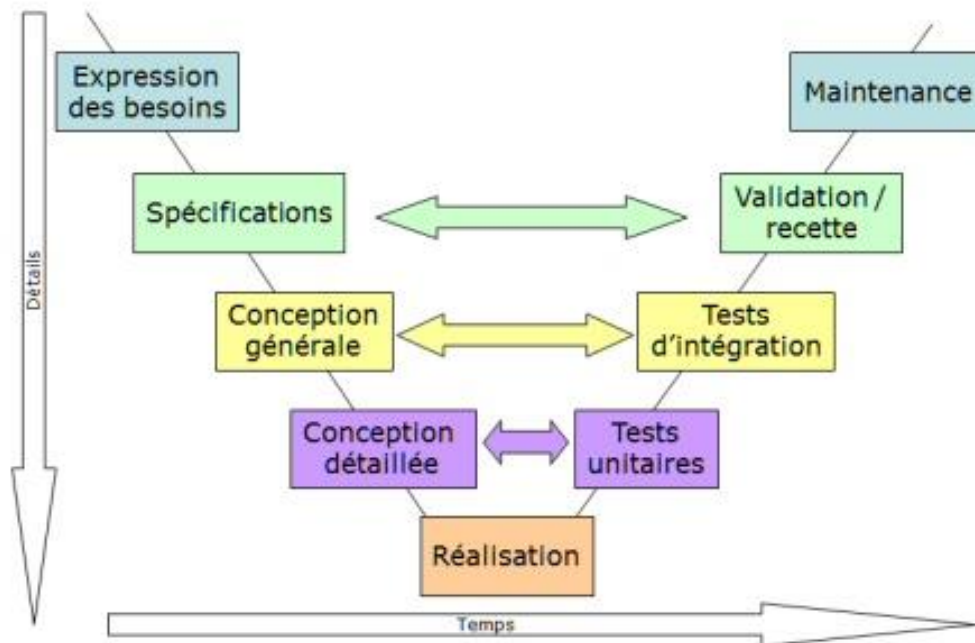 Expression
des besoins
Maintenance
Spécifications
Validation /
recette
Conception
générale
Tests
d'intégration
Conception
détaillée
Tests
unitaires
Réalisation
Détails
Temps